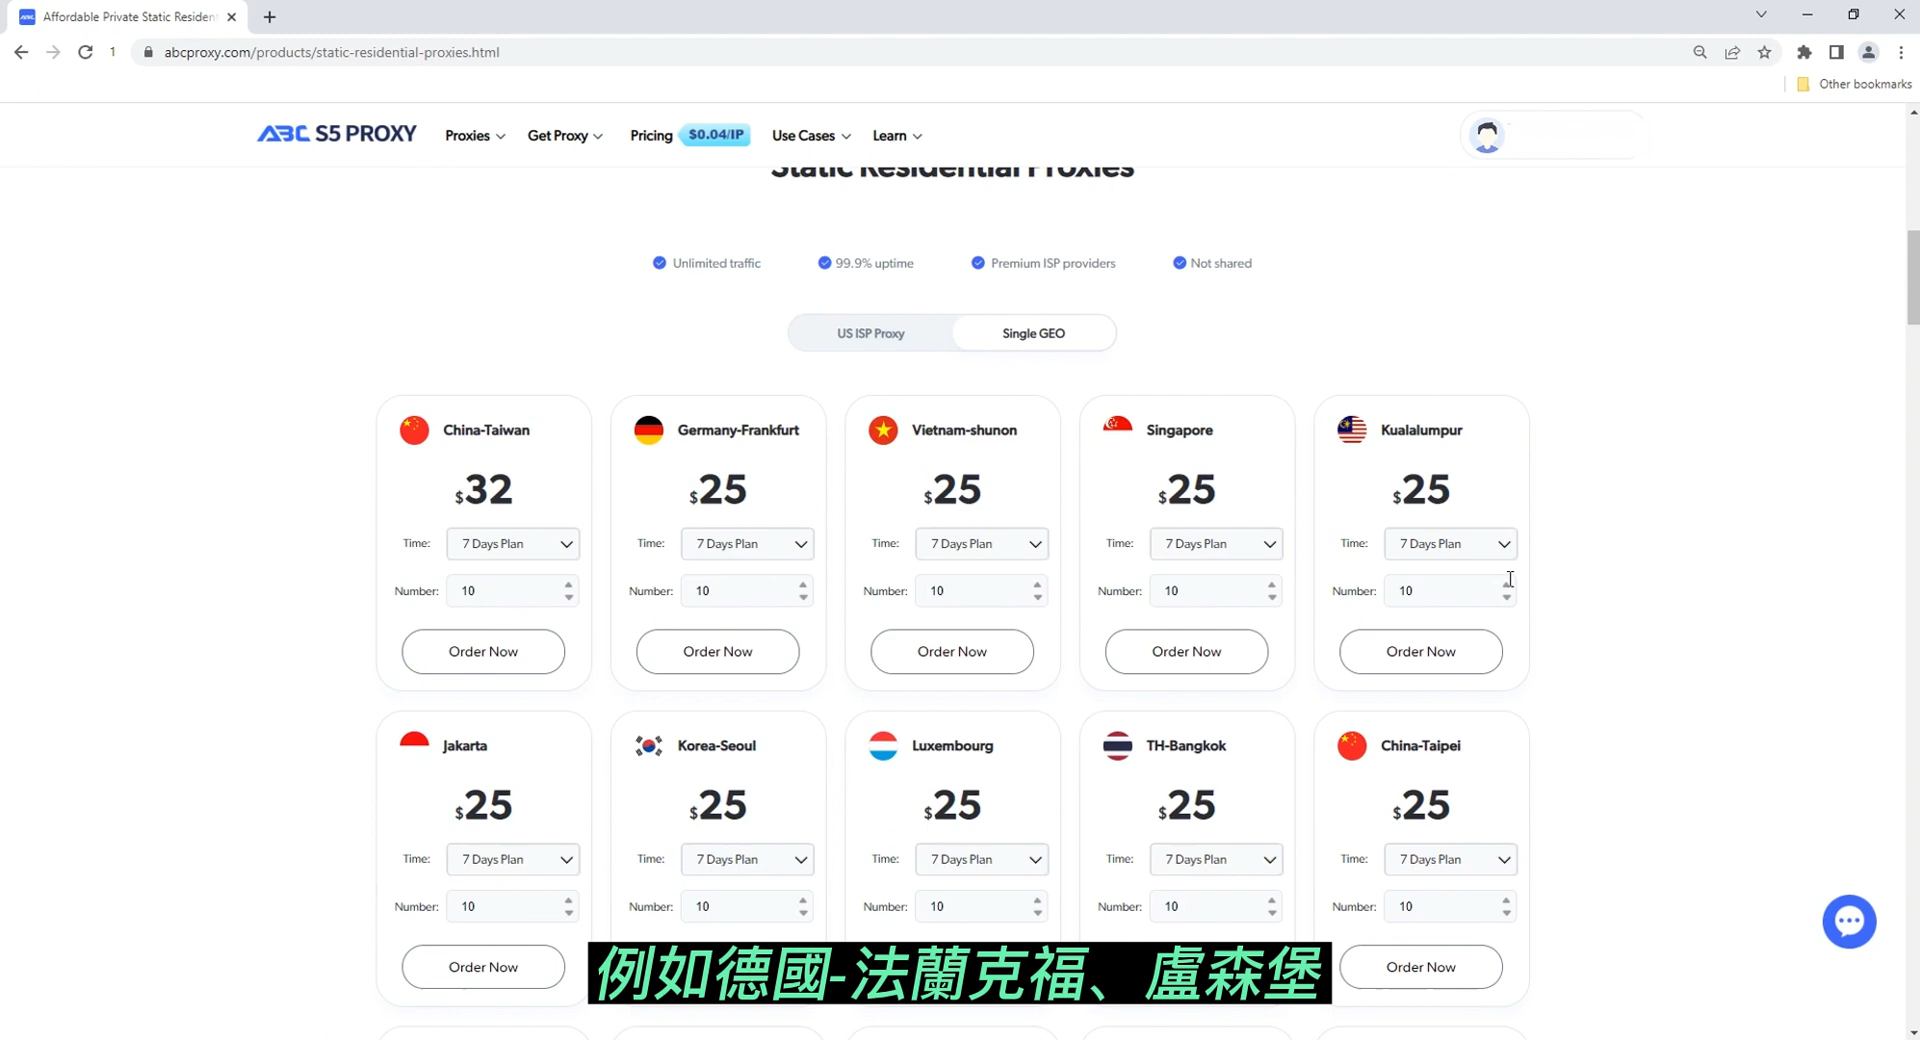 Affordable Private Static Residen
1
abcproxy.com/products/static-residential-proxies.html
Other bookmarks
ABC S5 PROXY
Proxies
Get Proxy
Pricing
$0.04/IP
Use Cases
Learn
Static Residential Proxies
Unlimited traffic
99.9% uptime
Premium ISP providers
Not shared
US ISP Proxy
Single GEO
China-Taiwan
Germany-Frankfurt
Vietnam-shunon
Singapore
Kualalumpur
$32
$25
$25
$25
$25
Time: 7 Days Plan
Time: 7 Days Plan
Time: 7 Days Plan
Time: 7 Days Plan
Time: 7 Days Plan
Number: 10
Number: 10
Number: 10
Number: 10
Number: 10
Order Now
Order Now
Order Now
Order Now
Order Now
Jakarta
Korea-Seoul
Luxembourg
TH-Bangkok
China-Taipei
$25
$25
$25
$25
$25
Time: 7 Days Plan
Time: 7 Days Plan
Time: 7 Days Plan
Time: 7 Days Plan
Time: 7 Days Plan
Number: 10
Number: 10
Number: 10
Number: 10
Number: 10
Order Now
Order Now
例如德國-法蘭克福、盧森堡